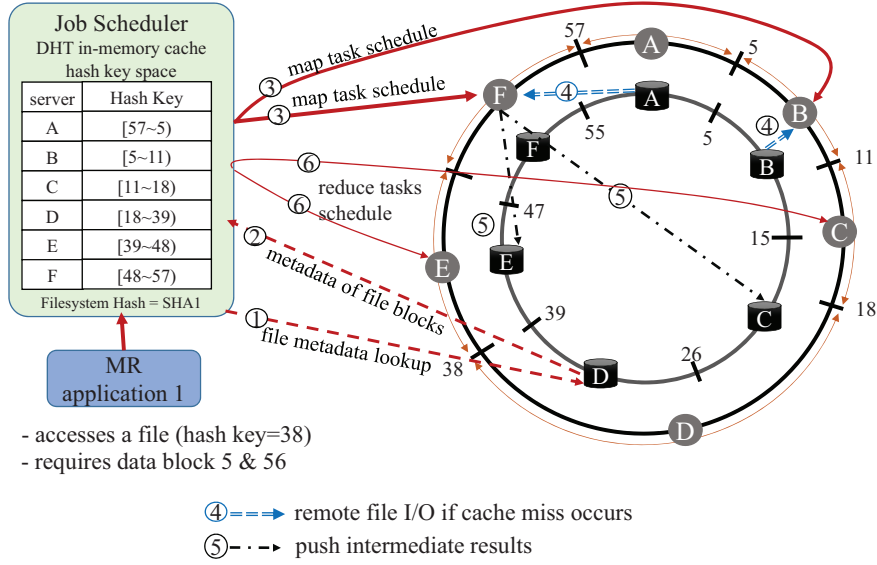 Job Scheduler
DHT in-memory cache
hash key space
server Hash Key
A [57~5)
B [5~11)
C [11~18)
D [18~39)
E [39~48)
F [48~57)
Filesystem Hash = SHA1
MR
application 1
- accesses a file (hash key=38)
- requires data block 5 & 56
3 map task schedule
3 map task schedule
6
6
reduce tasks
schedule
2
metadata of file blocks
1
file metadata lookup
57
A
5
F
4
A
B
4
55
5
F
B
11
5
5
47
C
15
E
E
C
18
39
38
26
D
D
4 remote file I/O if cache miss occurs
5 push intermediate results